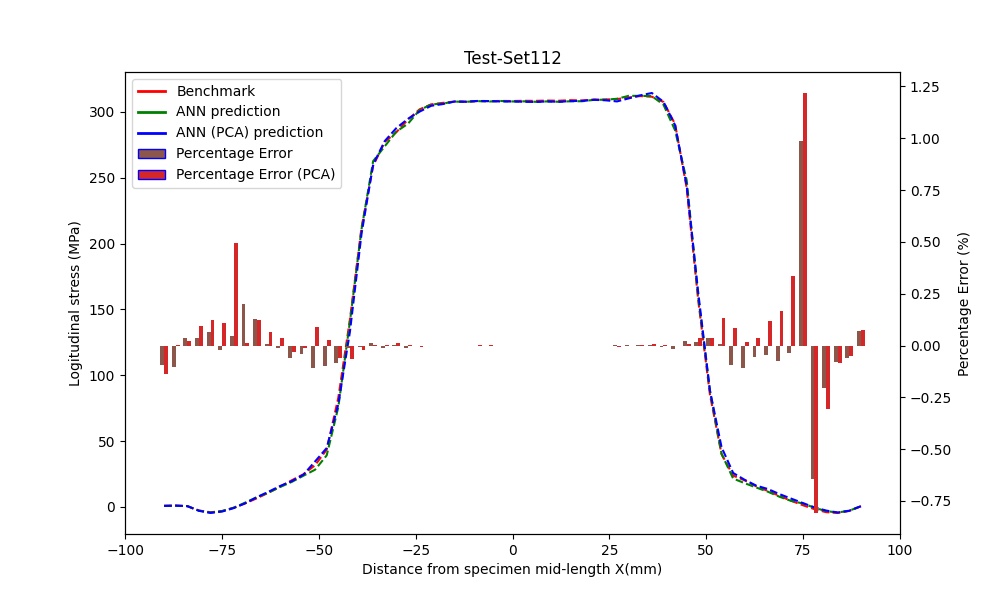 Test-Set112
Benchmark
ANN prediction
ANN (PCA) prediction
Percentage Error
Percentage Error (PCA)
300
250
200
150
100
50
0
Logitudinal stress (MPa)
1.25
1.00
0.75
0.50
0.25
0.00
−0.25
−0.50
−0.75
Percentage Error (%)
−100 −75 −50 −25 0 25 50 75 100
Distance from specimen mid-length X(mm)